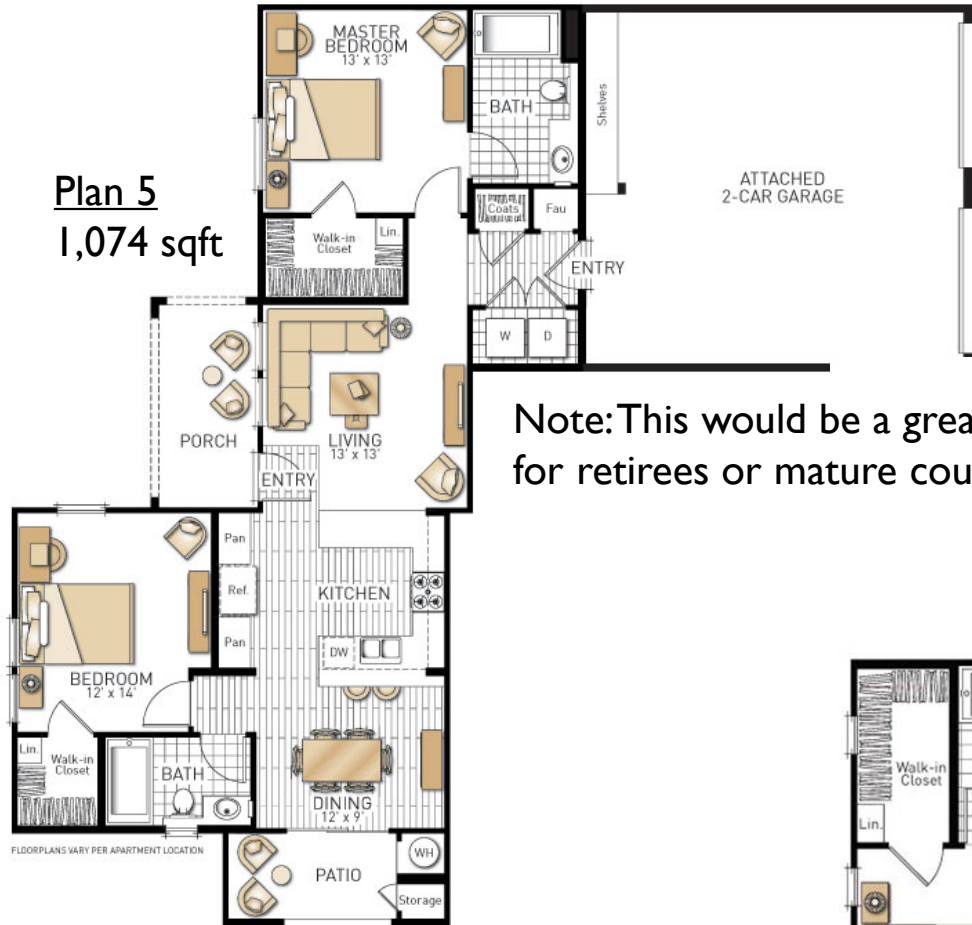 MASTER
BEDROOM
13' x 13'
BATH
Shelves
ATTACHED
2-CAR GARAGE
Plan 5
1,074 sqft
Walk-in
Closet
Lin.
Coats
Fau
ENTRY
W
D
PORCH
LIVING
13' x 13'
ENTRY
Note: This would be a grea
for retirees or mature cou
Pan
Ref.
Pan
KITCHEN
DW
BEDROOM
12' x 14'
Lin.
Walk-in
Closet
BATH
DINING
12' x 9'
FLOORPLANS VARY PER APARTMENT LOCATION
PATIO
WH
Storage
Walk-in
Closet
Lin.